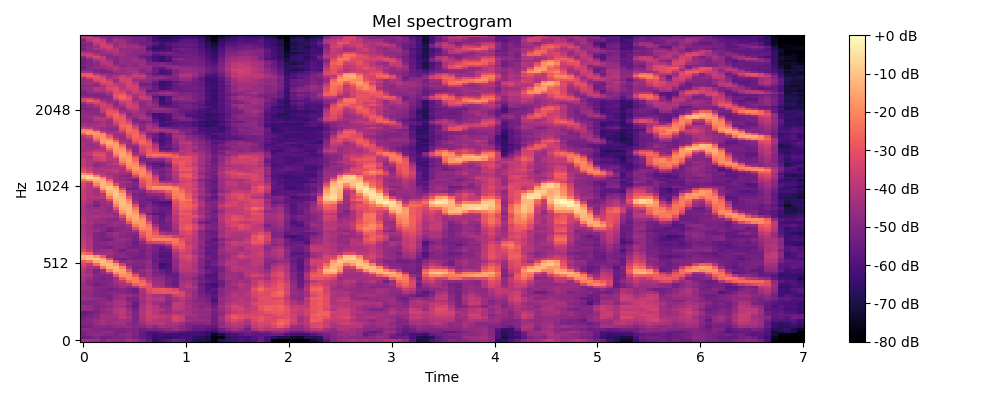 Mel spectrogram
+0 dB
-10 dB
-20 dB
-30 dB
-40 dB
-50 dB
-60 dB
-70 dB
-80 dB
Hz
2048
1024
512
0
0 1 2 3 4 5 6 7
Time